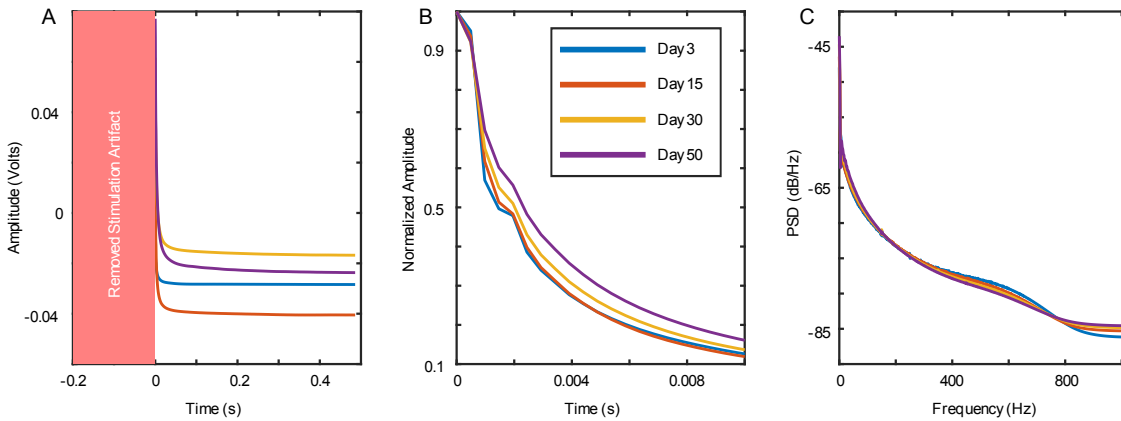 A
Amplitude (Volts)
0.04
0
-0.04
Removed Stimulation Artifact
-0.2
0
0.2
0.4
Time (s)
B
Normalized Amplitude
0.9
0.5
0.1
Day 3
Day 15
Day 30
Day 50
0
0.004
0.008
Time (s)
C
PSD (dB/Hz)
-45
-65
-85
0
400
800
Frequency (Hz)